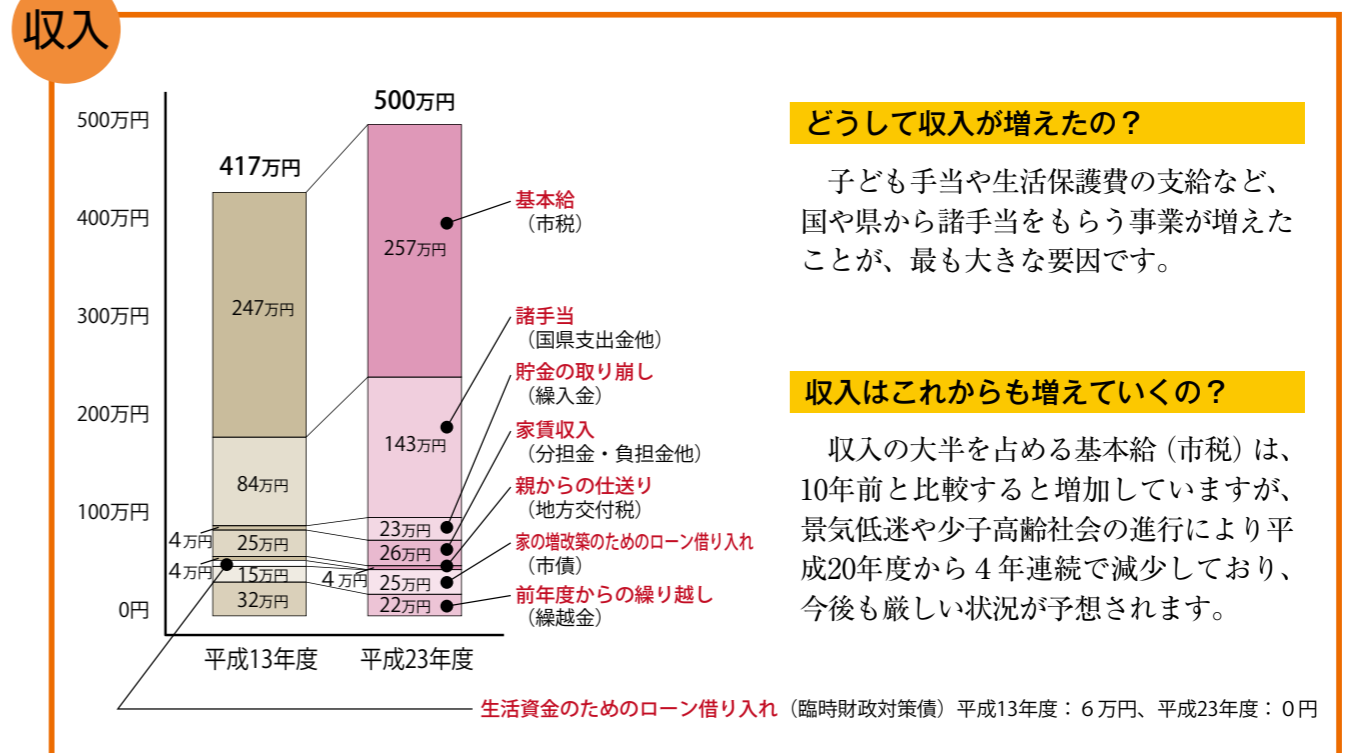 収入
500万円
400万円
300万円
200万円
100万円
0円
417万円
247万円
84万円
4万円
25万円
4万円
15万円
32万円
平成13年度
500万円
257万円
143万円
23万円
26万円
4万円
25万円
22万円
平成23年度
基本給
（市税）
諸手当
（国県支出金他）
貯金の取り崩し
（繰入金）
家賃収入
（分担金・負担金他）
親からの仕送り
（地方交付税）
家の増改築のためのローン借り入れ
（市債）
前年度からの繰り越し
（繰越金）
生活資金のためのローン借り入れ（臨時財政対策債）平成13年度：６万円、平成23年度：０円
どうして収入が増えたの？
子ども手当や生活保護費の支給など、
国や県から諸手当をもらう事業が増えた
ことが、最も大きな要因です。
収入はこれからも増えていくの？
収入の大半を占める基本給（市税）は、
10年前と比較すると増加していますが、
景気低迷や少子高齢社会の進行により平
成20年度から４年連続で減少しており、
今後も厳しい状況が予想されます。